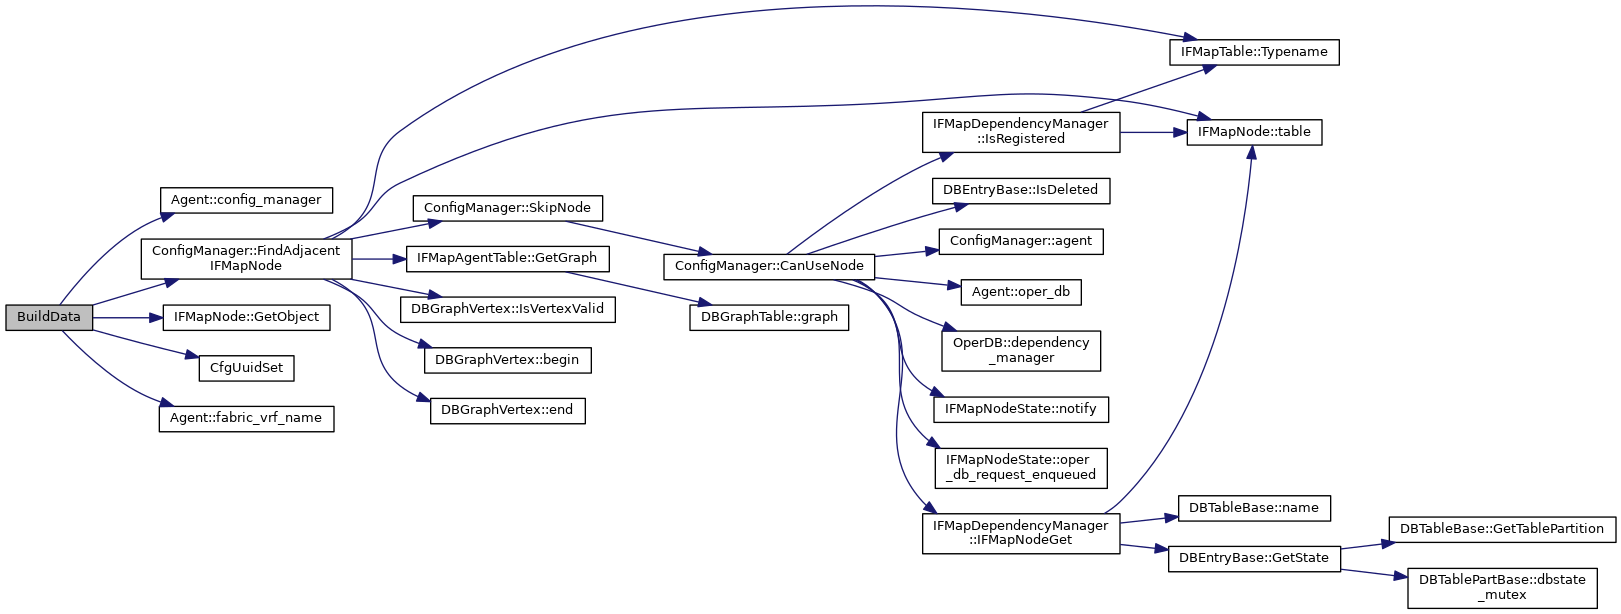 BuildData
Agent::config_manager
ConfigManager::FindAdjacent
IFMapNode
IFMapNode::GetObject
CfgUuidSet
Agent::fabric_vrf_name
ConfigManager::SkipNode
IFMapAgentTable::GetGraph
DBGraphVertex::IsVertexValid
DBGraphVertex::begin
DBGraphVertex::end
ConfigManager::CanUseNode
DBGraphTable::graph
IFMapDependencyManager
::IsRegistered
DBEntryBase::IsDeleted
ConfigManager::agent
Agent::oper_db
OperDB::dependency
_manager
IFMapNodeState::notify
IFMapNodeState::oper
_db_request_enqueued
IFMapDependencyManager
::IFMapNodeGet
IFMapTable::Typename
IFMapNode::table
DBTableBase::name
DBEntryBase::GetState
DBTableBase::GetTablePartition
DBTablePartBase::dbstate
_mutex